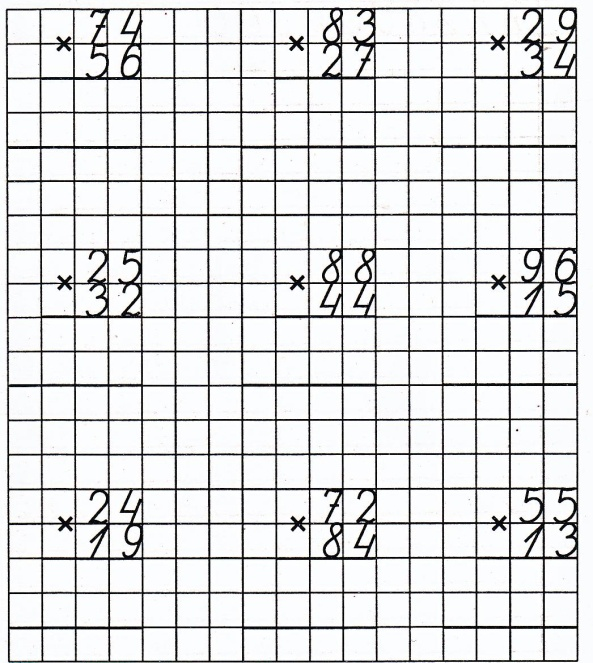 74 83 29
× 56 × 27 × 34
25 88 96
× 32 × 44 × 15
24 72 55
× 19 × 84 × 13